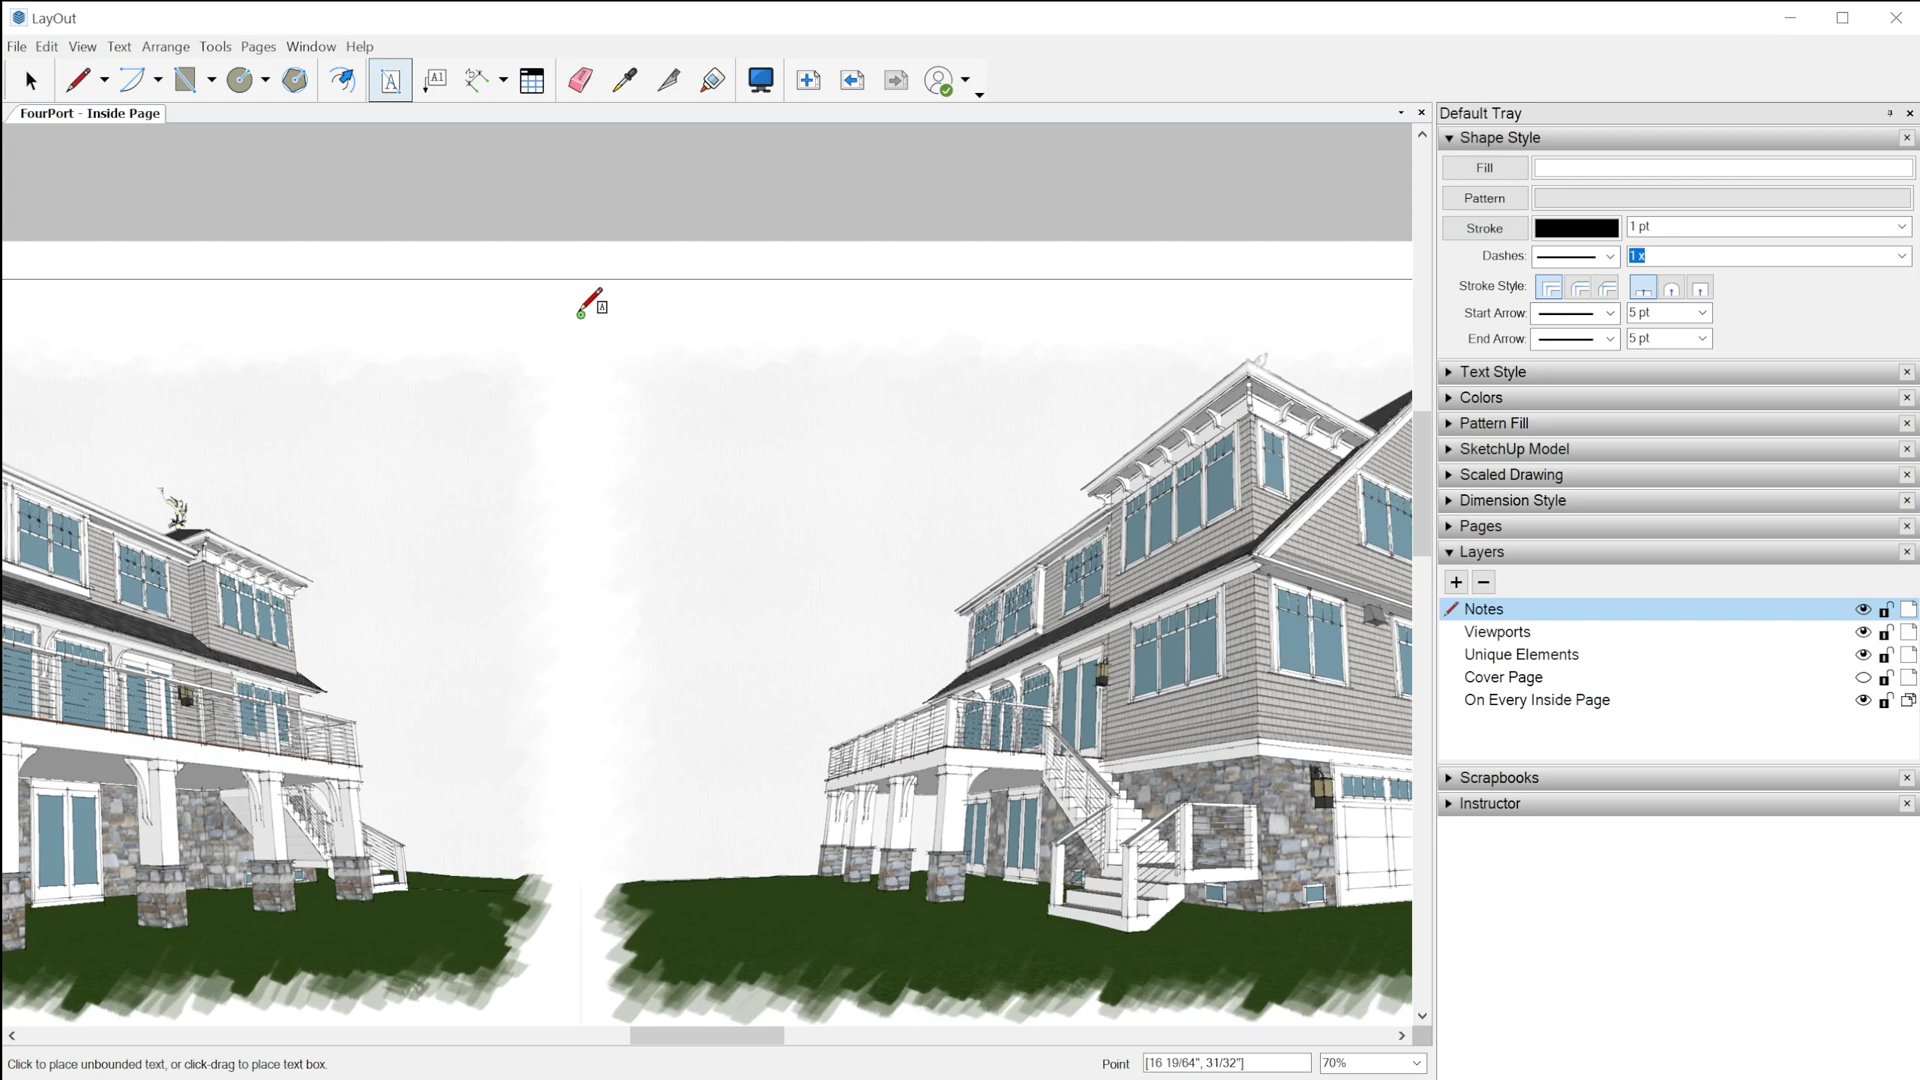 LayOut
File Edit View Text Arrange Tools Pages Window Help
A A1
FourPort - Inside Page
Default Tray
Shape Style
Fill
Pattern
Stroke 1 pt
Dashes: 1 x
Stroke Style:
Start Arrow: 5 pt
End Arrow: 5 pt
Text Style
Colors
Pattern Fill
SketchUp Model
Scaled Drawing
Dimension Style
Pages
Layers
Notes
Viewports
Unique Elements
Cover Page
On Every Inside Page
Scrapbooks
Instructor
A
Click to place unbounded text, or click-drag to place text box. Point [16 19/64", 31/32"] 70%